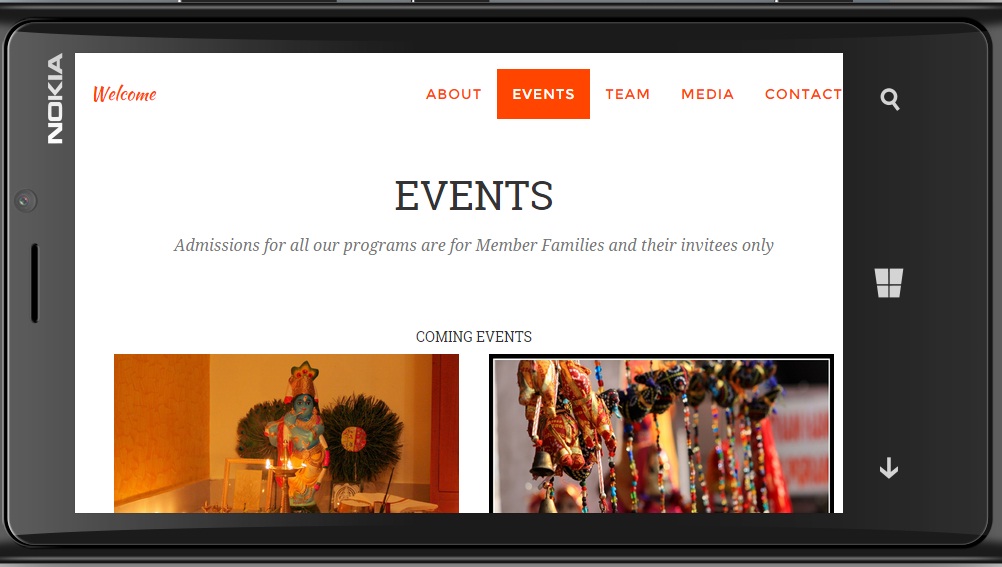 NOKIA
Welcome
ABOUT EVENTS TEAM MEDIA CONTACT
EVENTS
Admissions for all our programs are for Member Families and their invitees only
COMING EVENTS